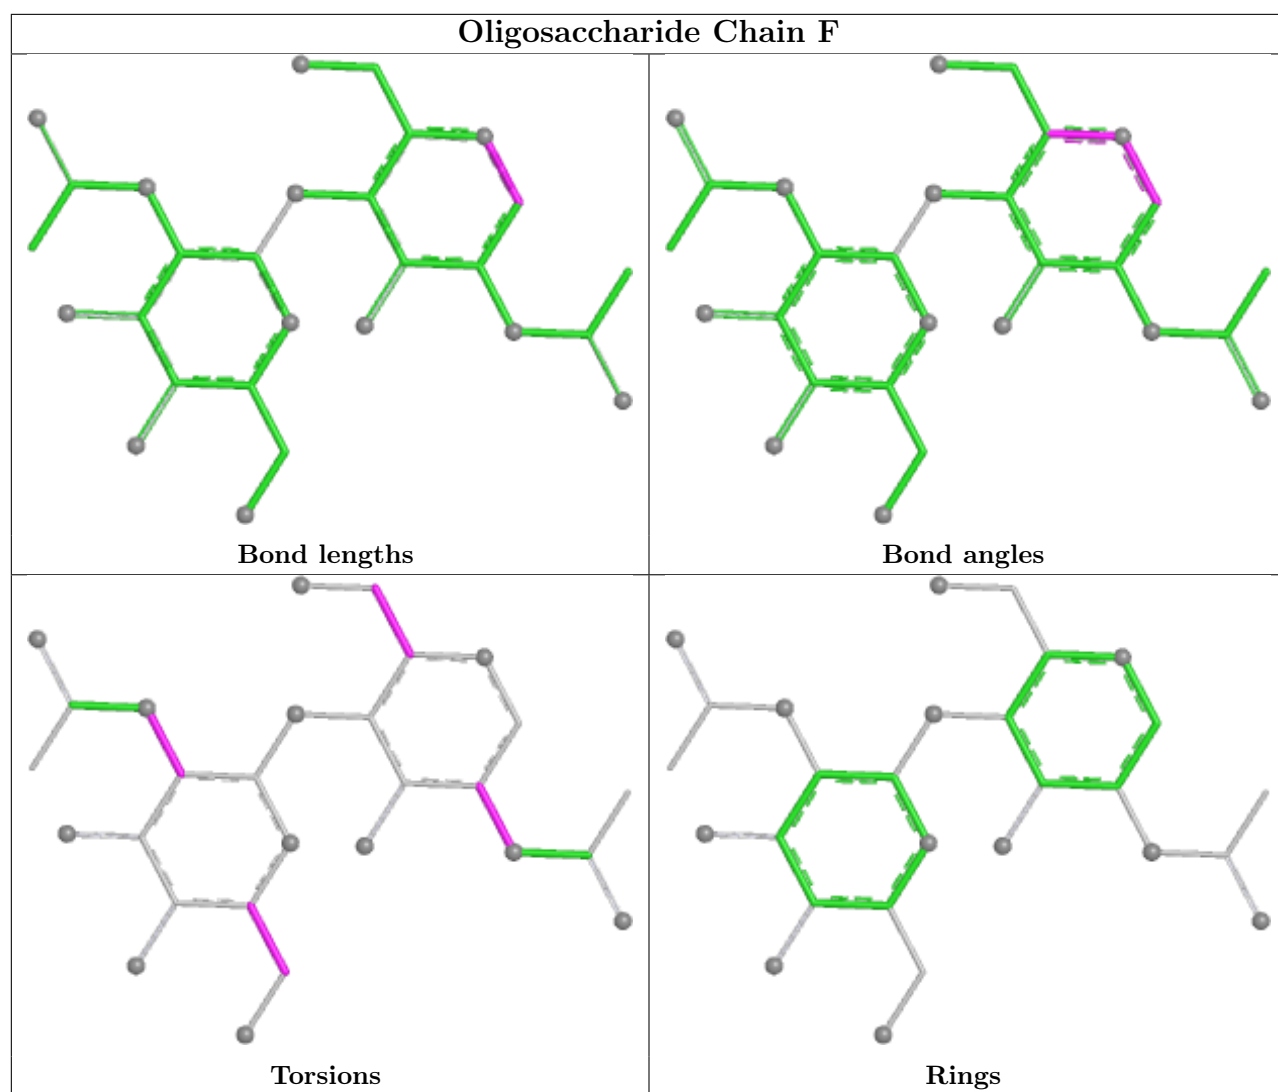 Oligosaccharide Chain F
Bond lengths
Bond angles
Torsions
Rings